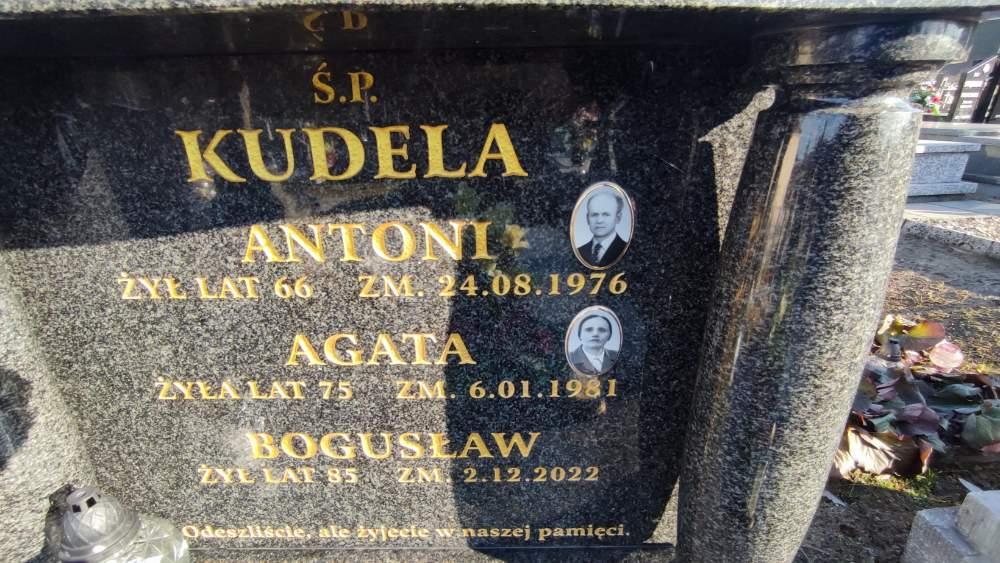 Ś.P.
KUDELA
ANTONI
ŻYŁ LAT 66 ZM. 24.08.1976
AGATA
ŻYŁA LAT 75 ZM. 6.01.1981
BOGUSŁAW
ŻYŁ LAT 85 ZM. 2.12.2022
Odeszliście, ale żyjecie w naszej pamięci.